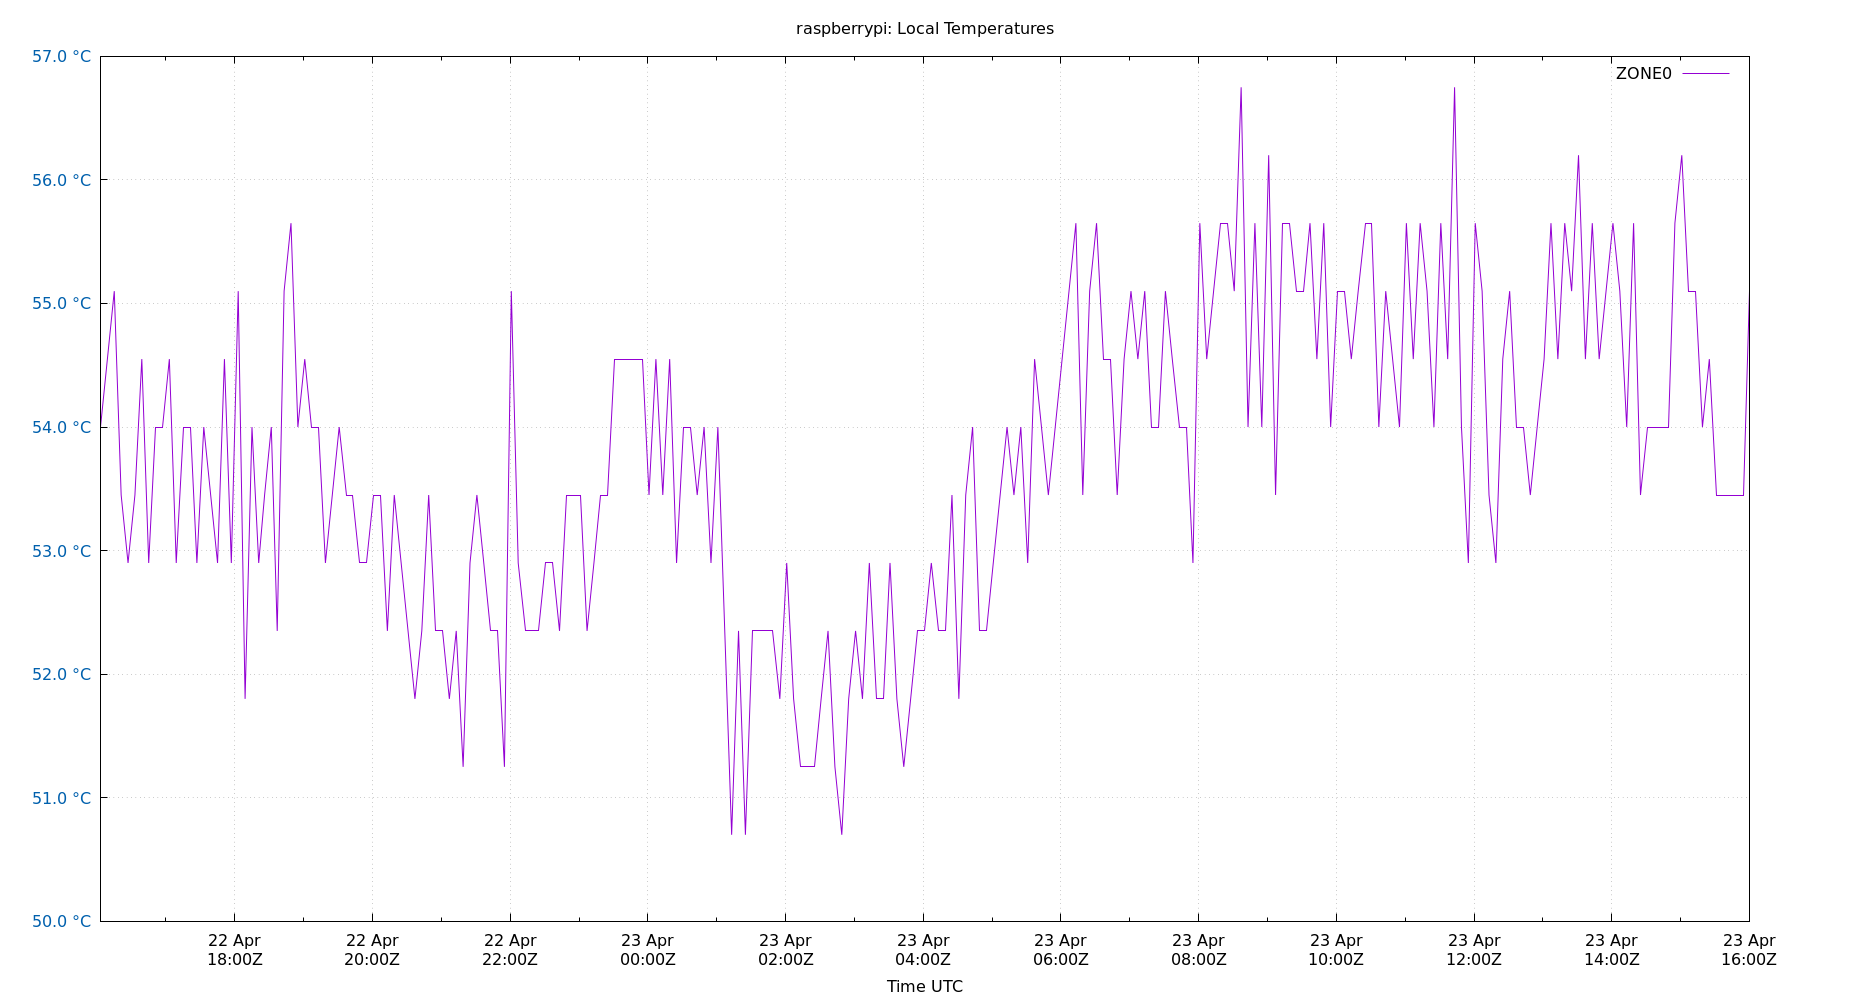 raspberrypi: Local Temperatures
57.0 °C
ZONE0
56.0 °C
55.0 °C
54.0 °C
53.0 °C
52.0 °C
51.0 °C
50.0 °C
22 Apr 22 Apr 22 Apr 23 Apr 23 Apr 23 Apr 23 Apr 23 Apr 23 Apr 23 Apr 23 Apr 23 Apr
18:00Z 20:00Z 22:00Z 00:00Z 02:00Z 04:00Z 06:00Z 08:00Z 10:00Z 12:00Z 14:00Z 16:00Z
Time UTC